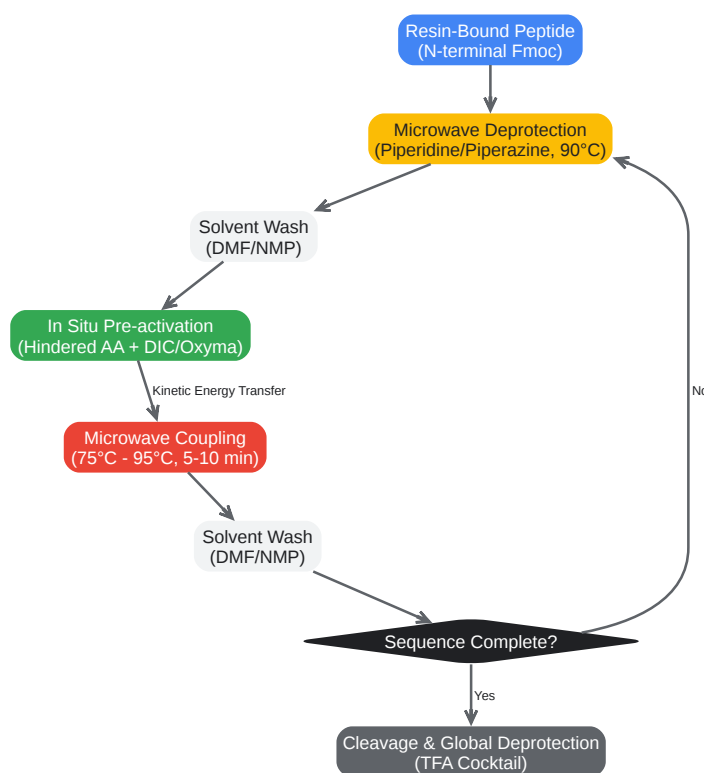 Resin-Bound Peptide
(N-terminal Fmoc)
Microwave Deprotection
(Piperidine/Piperazine, 90°C)
Solvent Wash
(DMF/NMP)
In Situ Pre-activation
(Hindered AA + DIC/Oxyma)
Kinetic Energy Transfer
No
Microwave Coupling
(75°C - 95°C, 5-10 min)
Solvent Wash
(DMF/NMP)
Sequence Complete?
Yes
Cleavage & Global Deprotection
(TFA Cocktail)